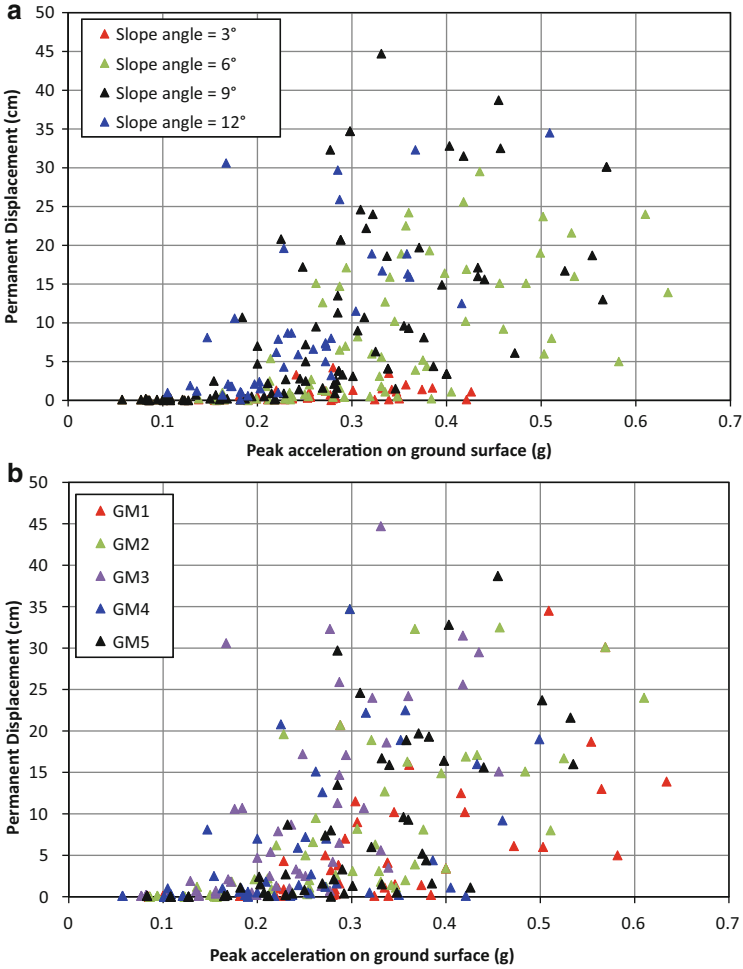 a
50
45
40
35
30
25
20
15
10
5
0
Permanent Displacement (cm)
Slope angle = 3°
Slope angle = 6°
Slope angle = 9°
Slope angle = 12°
0 0.1 0.2 0.3 0.4 0.5 0.6 0.7
Peak acceleration on ground surface (g)
b
50
45
40
35
30
25
20
15
10
5
0
Permanent Displacement (cm)
GM1
GM2
GM3
GM4
GM5
0 0.1 0.2 0.3 0.4 0.5 0.6 0.7
Peak acceleration on ground surface (g)